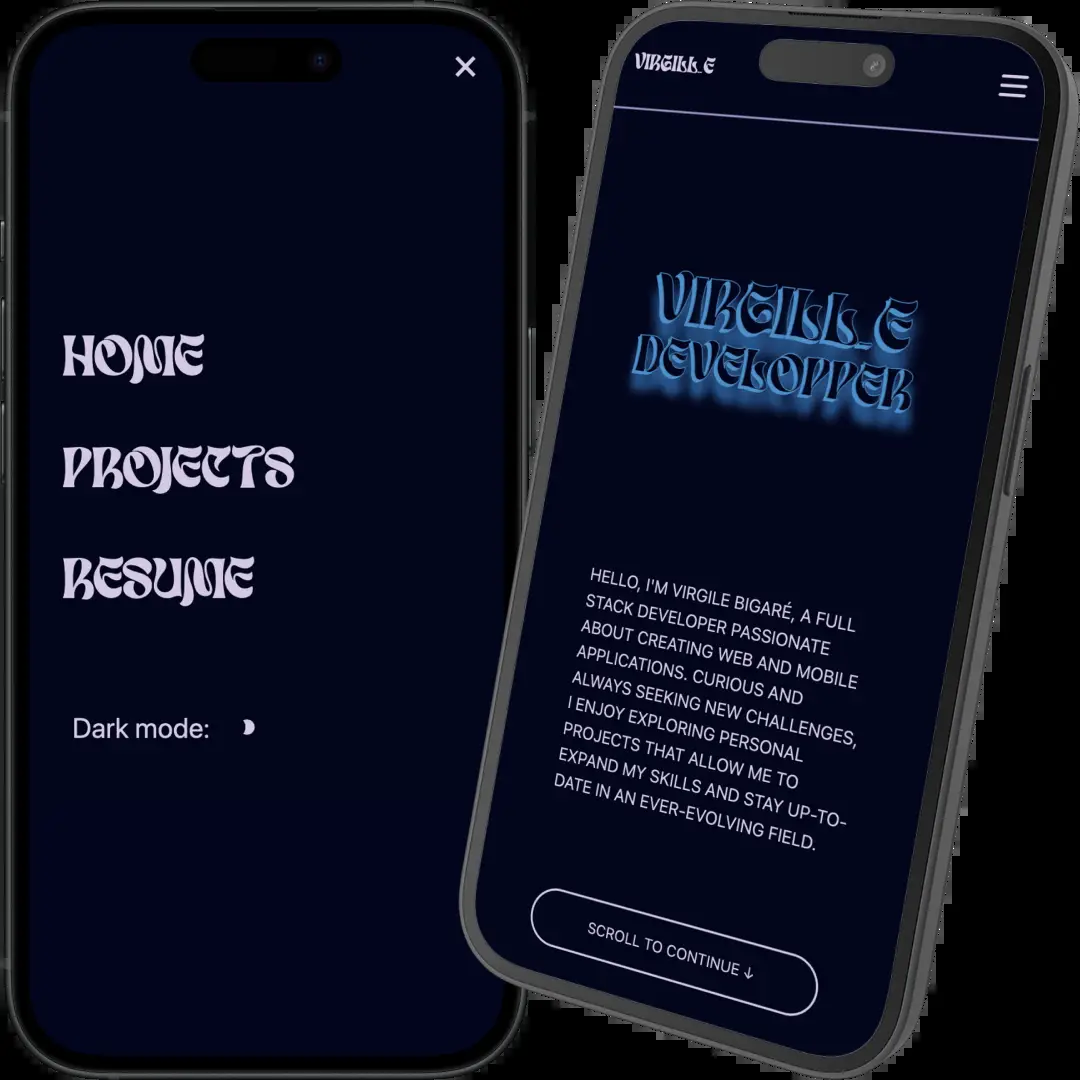 HOME
PROJECTS
RESUME
Dark mode:
VIRGILL_E
VIRGILL_E
DEVELOPPER
HELLO, I'M VIRGILE BIGARÉ, A FULL
STACK DEVELOPER PASSIONATE
ABOUT CREATING WEB AND MOBILE
APPLICATIONS. CURIOUS AND
ALWAYS SEEKING NEW CHALLENGES,
I ENJOY EXPLORING PERSONAL
PROJECTS THAT ALLOW ME TO
EXPAND MY SKILLS AND STAY UP-TO-
DATE IN AN EVER-EVOLVING FIELD.
SCROLL TO CONTINUE ↓